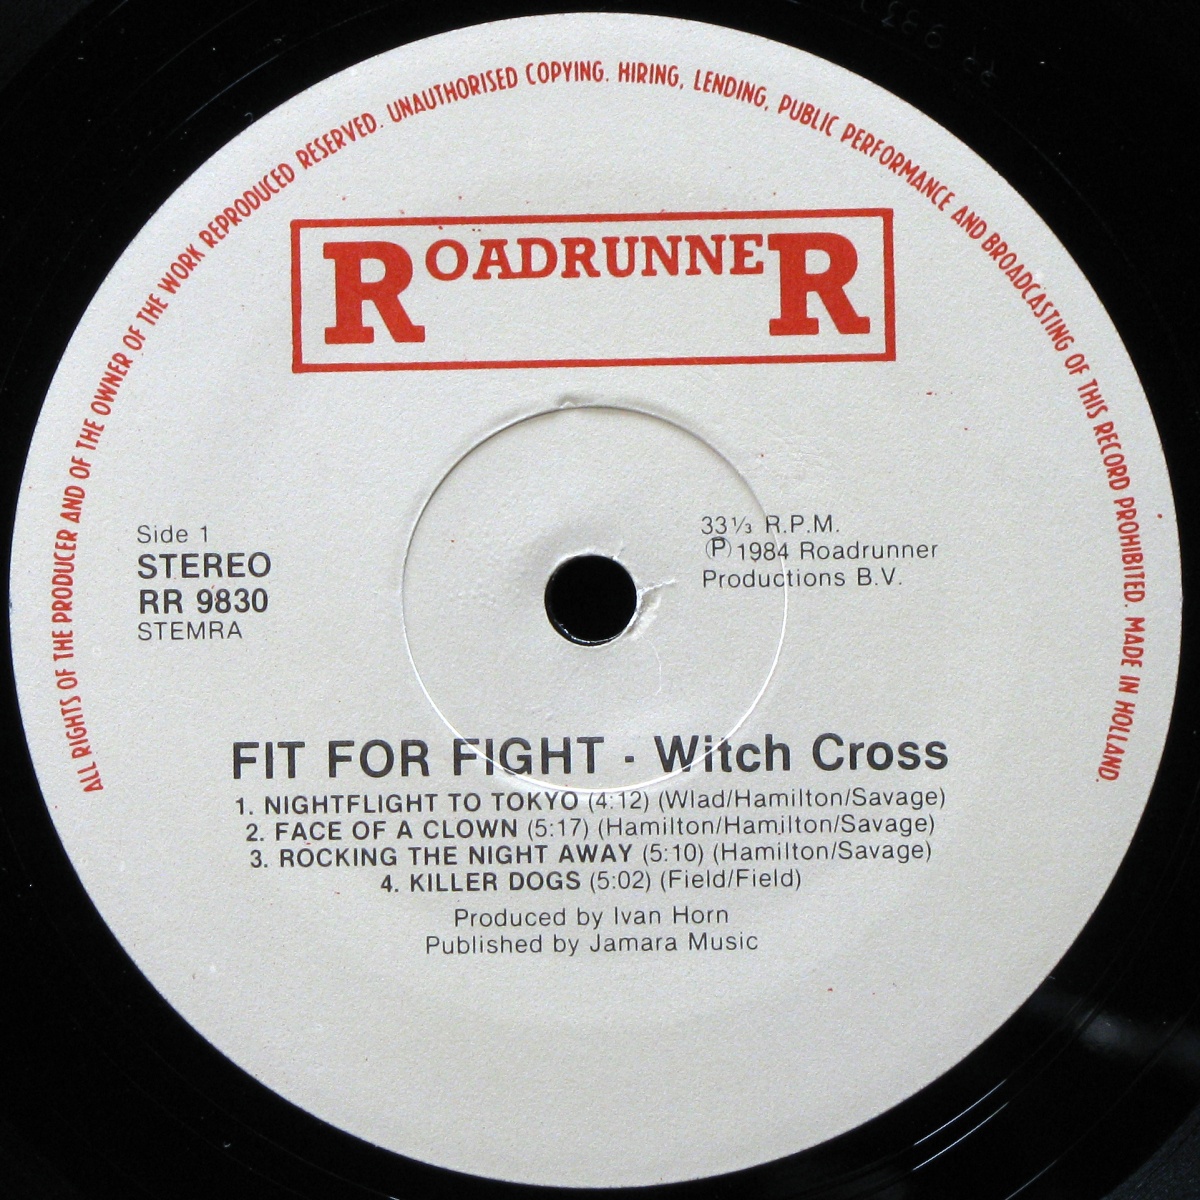 ALL RIGHTS OF THE PRODUCER AND OF THE OWNER OF THE WORK REPRODUCED RESERVED. UNAUTHORISED COPYING. HIRING, LENDING, PUBLIC PERFORMANCE AND BROADCASTING OF THIS RECORD PROHIBITED. MADE IN HOLLAND.
ROADRUNNER
Side 1
STEREO
RR 9830
STEMRA
33⅓ R.P.M.
Ⓟ 1984 Roadrunner
Productions B.V.
FIT FOR FIGHT - Witch Cross
1. NIGHTFLIGHT TO TOKYO (4:12) (Wlad/Hamilton/Savage)
2. FACE OF A CLOWN (5:17) (Hamilton/Hamilton/Savage)
3. ROCKING THE NIGHT AWAY (5:10) (Hamilton/Savage)
4. KILLER DOGS (5:02) (Field/Field)
Produced by Ivan Horn
Published by Jamara Music